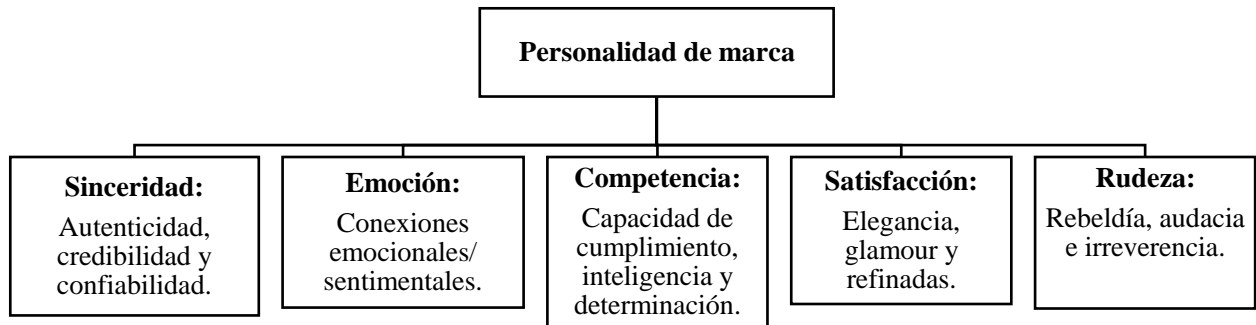 Personalidad de marca
Sinceridad:
Autenticidad,
credibilidad y
confiabilidad.
Emoción:
Conexiones
emocionales/
sentimentales.
Competencia:
Capacidad de
cumplimiento,
inteligencia y
determinación.
Satisfacción:
Elegancia,
glamour y
refinadas.
Rudeza:
Rebeldía, audacia
e irreverencia.